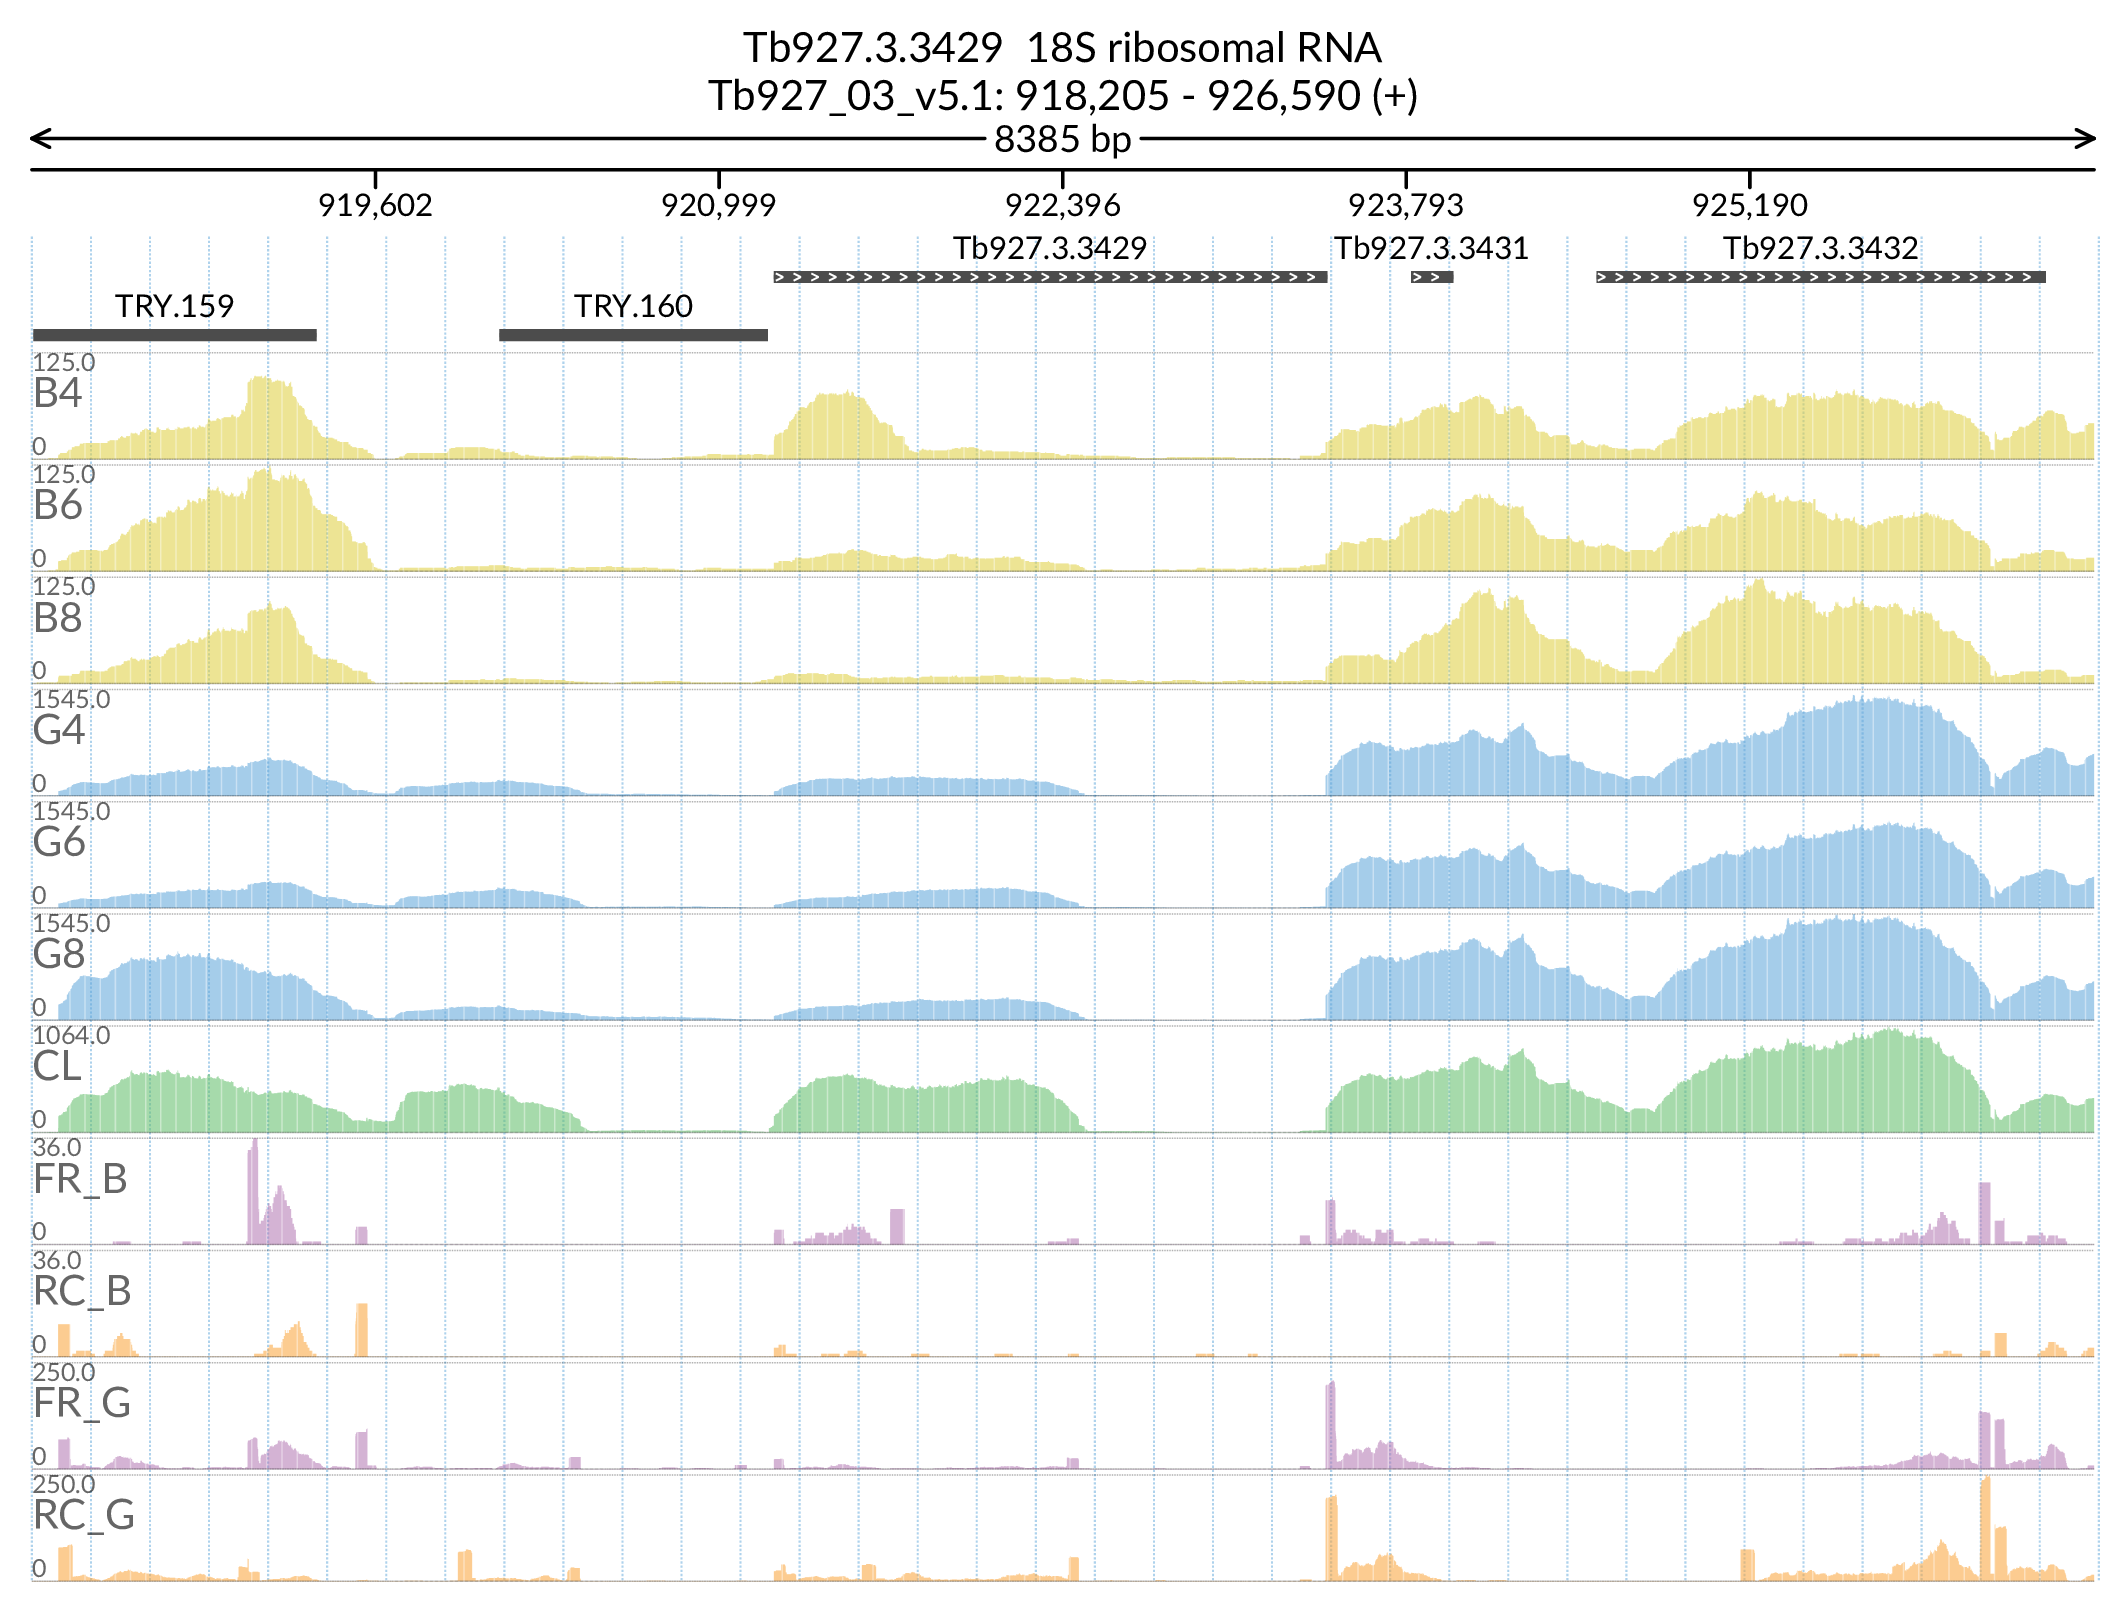 Tb927.3.3429  18S ribosomal RNA
Tb927_03_v5.1: 918,205 - 926,590 (+)
8385 bp
919,602 920,999 922,396 923,793 925,190
Tb927.3.3429 Tb927.3.3431 Tb927.3.3432
TRY.159 TRY.160
125.0
B4
0
125.0
B6
0
125.0
B8
0
1545.0
G4
0
1545.0
G6
0
1545.0
G8
0
1064.0
CL
0
36.0
FR_B
0
36.0
RC_B
0
250.0
FR_G
0
250.0
RC_G
0